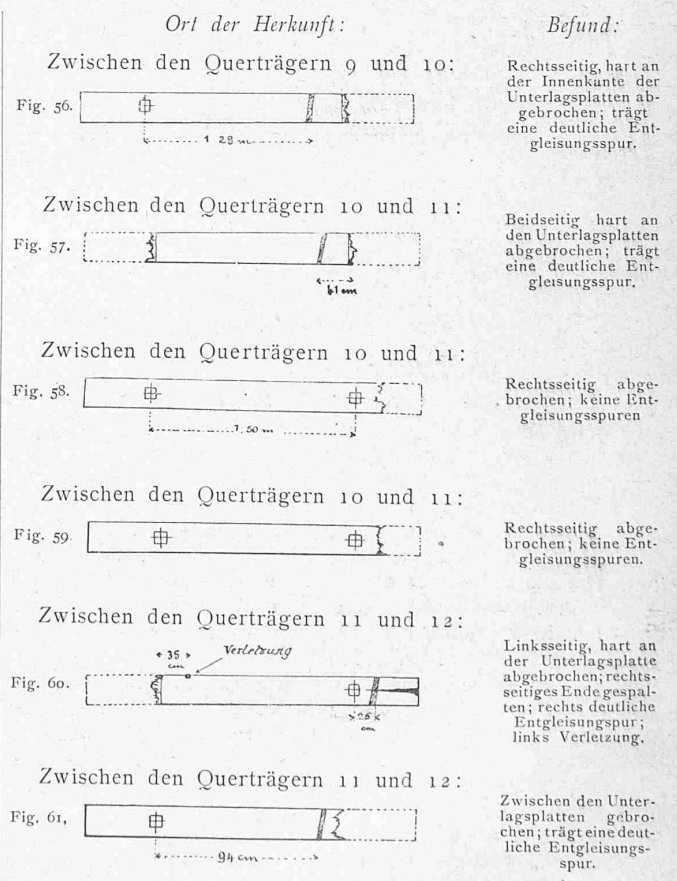 Ort der Herkunft:
Befund:
Zwischen den Querträgern 9 und 10:
Fig. 56.
1 28 m
Rechtsseitig, hart an
der Innenkante der
Unterlagsplatten ab-
gebrochen; trägt
eine deutliche Ent-
gleisungsspur.
Zwischen den Querträgern 10 und 11:
Fig. 57.
41 cm
Beidseitig hart an
den Unterlagsplatten
abgebrochen; trägt
eine deutliche Ent-
gleisungsspur.
Zwischen den Querträgern 10 und 11:
Fig. 58.
1,50 m
Rechtsseitig abge-
brochen; keine Ent-
gleisungsspuren
Zwischen den Querträgern 10 und 11:
Fig. 59.
Rechtsseitig abge-
brochen; keine Ent-
gleisungsspuren.
Zwischen den Querträgern 11 und 12:
Fig. 60.
35
cm
Verletzung
26
cm
Linksseitig, hart an
der Unterlagsplatte
abgebrochen; rechts-
seitiges Ende gespal-
ten; rechts deutliche
Entgleisungspur;
links Verletzung.
Zwischen den Querträgern 11 und 12:
Fig. 61,
94 cm
Zwischen den Unter-
lagsplatten gebro-
chen; trägt eine deut-
liche Entgleisungs-
spur.